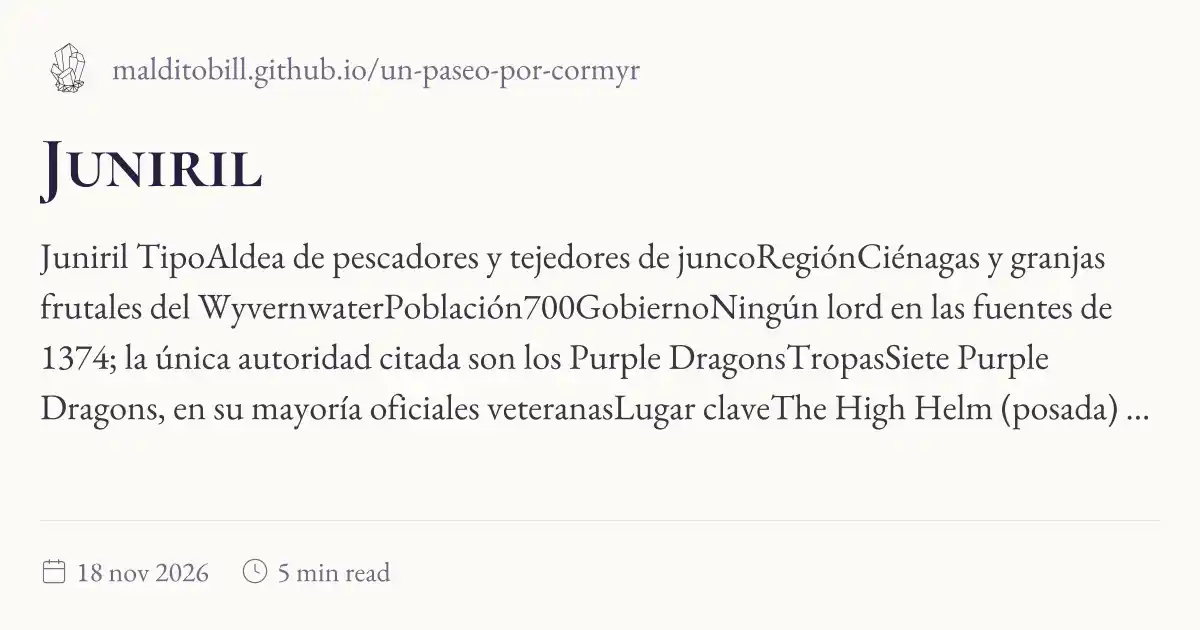 malditobill.github.io/un-paseo-por-cormyr
Juniril
Juniril TipoAldea de pescadores y tejedores de juncoRegiónCiénagas y granjas
frutales del WyvernwaterPoblación700GobiernoNingún lord en las fuentes de
1374; la única autoridad citada son los Purple DragonsTropasSiete Purple
Dragons, en su mayoría oficiales veteranasLugar claveThe High Helm (posada) ...
18 nov 2026 5 min read